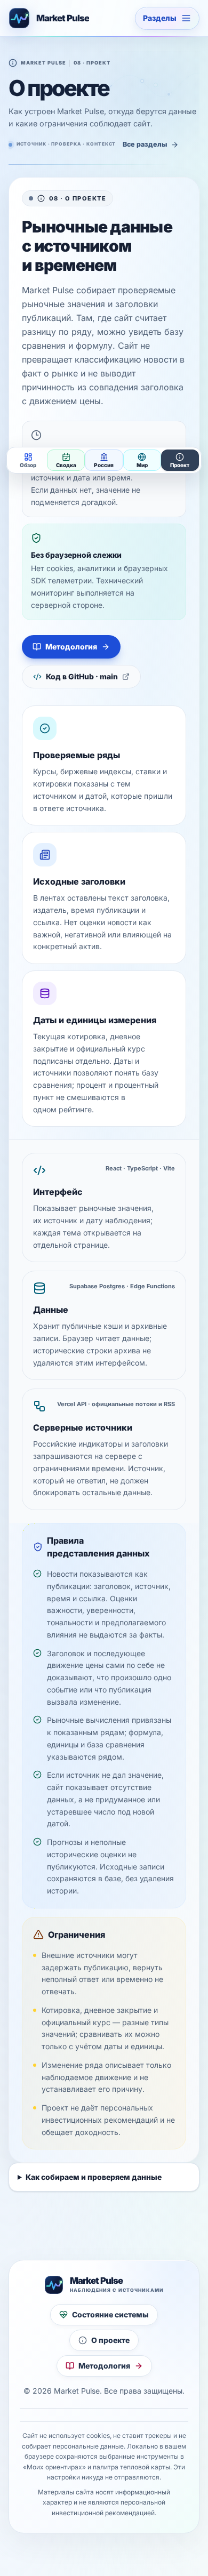 Market Pulse
Разделы
MARKET PULSE
08 · ПРОЕКТ
О проекте
Как устроен Market Pulse, откуда берутся данные
и какие ограничения соблюдает сайт.
ИСТОЧНИК · ПРОВЕРКА · КОНТЕКСТ
Все разделы
08 · О ПРОЕКТЕ
Рыночные данные
с источником
и временем
Market Pulse собирает проверяемые
рыночные значения и заголовки
публикаций. Там, где сайт считает
разницу по ряду, можно увидеть базу
сравнения и формулу. Сайт не
превращает классификацию новости в
факт о рынке и не выводит
причинность из совпадения заголовка
с движением цены.
Обзор
Сводка
Россия
Мир
Проект
источник и дата или время.
Если данных нет, значение не
подменяется догадкой.
Без браузерной слежки
Нет cookies, аналитики и браузерных
SDK телеметрии. Технический
мониторинг выполняется на
серверной стороне.
Методология
Код в GitHub · main
Проверяемые ряды
Курсы, биржевые индексы, ставки и
котировки показаны с тем
источником и датой, которые пришли
в ответе источника.
Исходные заголовки
В лентах оставлены текст заголовка,
издатель, время публикации и
ссылка. Нет оценки новости как
важной, негативной или влияющей на
конкретный актив.
Даты и единицы измерения
Текущая котировка, дневное
закрытие и официальный курс
подписаны отдельно. Даты и
источники позволяют понять базу
сравнения; процент и процентный
пункт не смешиваются в
одном рейтинге.
React · TypeScript · Vite
Интерфейс
Показывает рыночные значения,
их источник и дату наблюдения;
каждая тема открывается на
отдельной странице.
Supabase Postgres · Edge Functions
Данные
Хранит публичные кэши и архивные
записи. Браузер читает данные;
исторические строки архива не
удаляются этим интерфейсом.
Vercel API · официальные потоки и RSS
Серверные источники
Российские индикаторы и заголовки
запрашиваются на сервере с
ограничениями времени. Источник,
который не ответил, не должен
блокировать остальные данные.
Правила
представления данных
Новости показываются как
публикации: заголовок, источник,
время и ссылка. Оценки
важности, уверенности,
тональности и предполагаемого
влияния не выдаются за факты.
Заголовок и последующее
движение цены сами по себе не
доказывают, что произошло одно
событие или что публикация
вызвала изменение.
Рыночные вычисления привязаны
к показанным рядам; формула,
единицы и база сравнения
указываются рядом.
Если источник не дал значение,
сайт показывает отсутствие
данных, а не придуманное или
устаревшее число под новой
датой.
Прогнозы и неполные
исторические оценки не
публикуются. Исходные записи
сохраняются в базе, без удаления
истории.
Ограничения
Внешние источники могут
задержать публикацию, вернуть
неполный ответ или временно не
отвечать.
Котировка, дневное закрытие и
официальный курс — разные типы
значений; сравнивать их можно
только с учётом даты и единицы.
Изменение ряда описывает только
наблюдаемое движение и не
устанавливает его причину.
Проект не даёт персональных
инвестиционных рекомендаций и не
обещает доходность.
Как собираем и проверяем данные
Market Pulse
НАБЛЮДЕНИЯ С ИСТОЧНИКАМИ
Состояние системы
О проекте
Методология
© 2026 Market Pulse. Все права защищены.
Сайт не использует cookies, не ставит трекеры и не
собирает персональные данные. Локально в вашем
браузере сохраняются выбранные инструменты в
«Моих ориентирах» и палитра тепловой карты. Эти
настройки никуда не отправляются.
Материалы сайта носят информационный
характер и не являются персональной
инвестиционной рекомендацией.